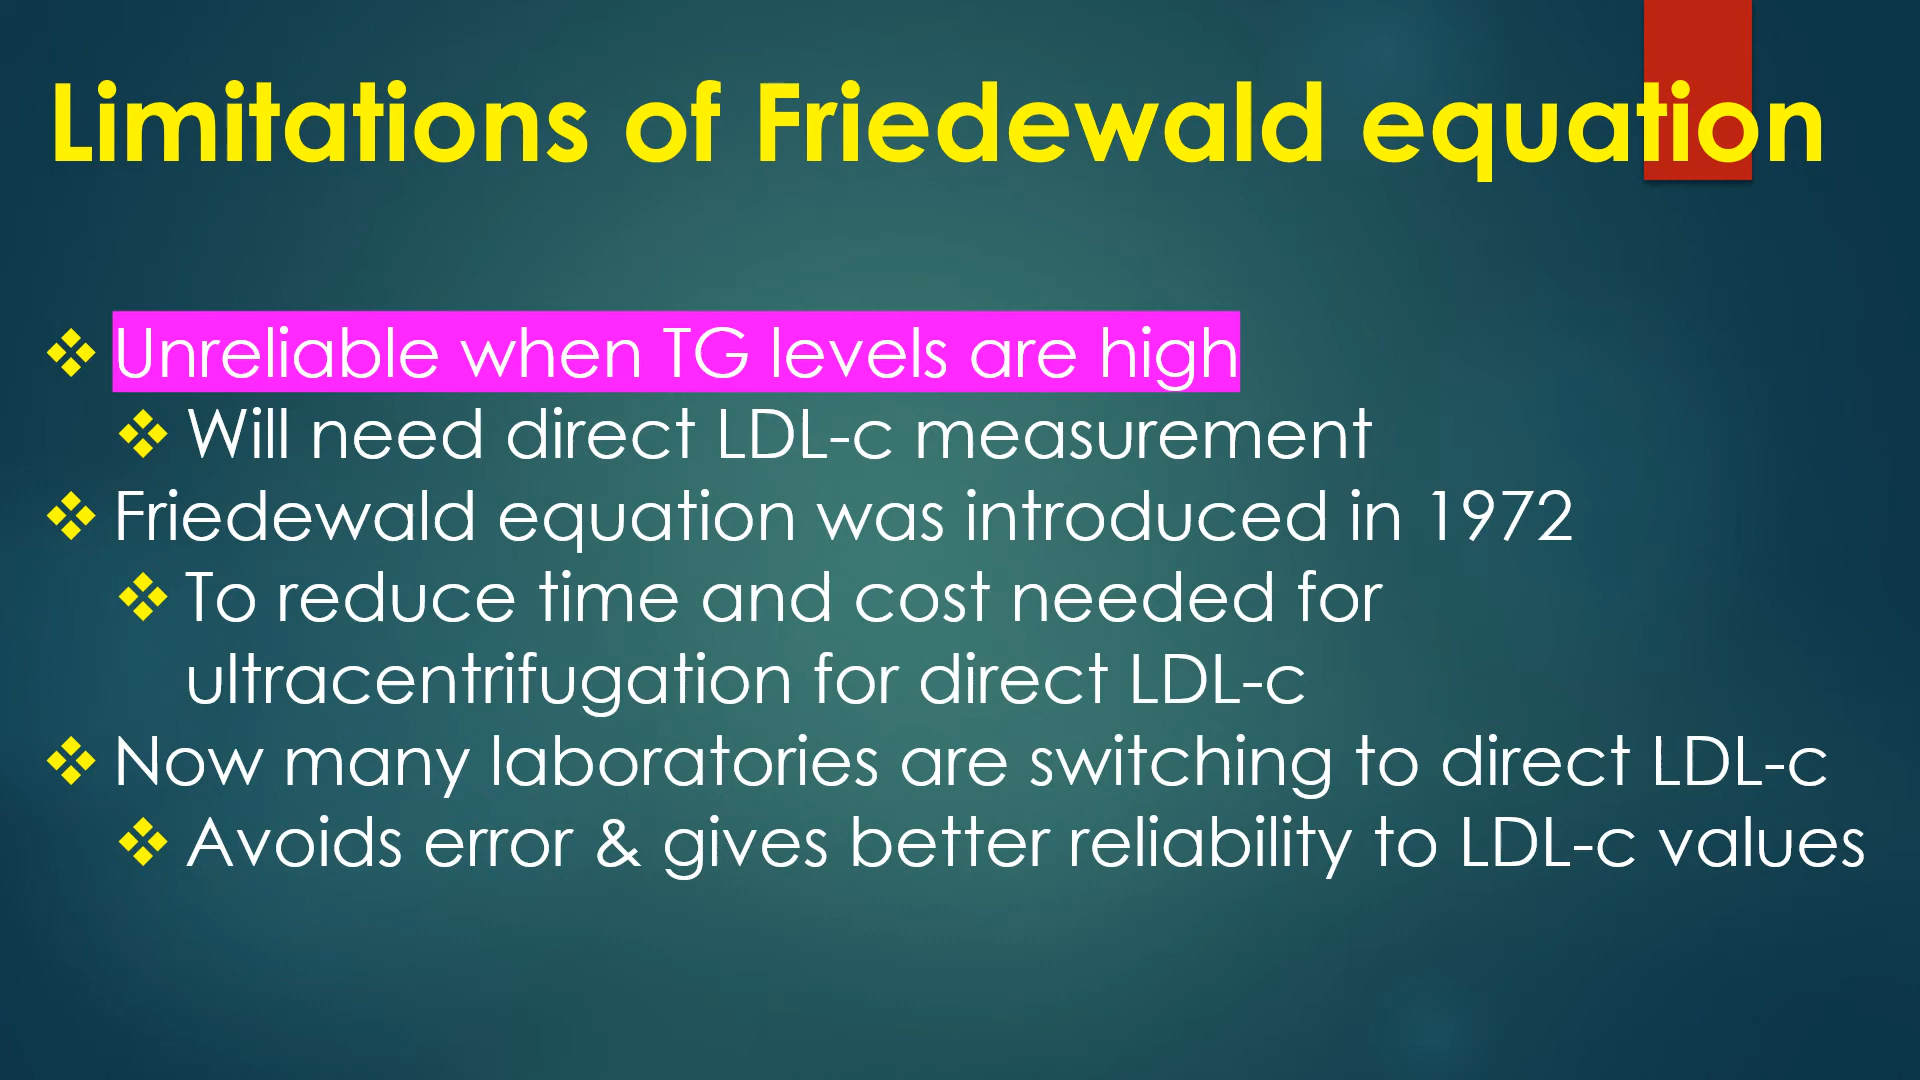 Limitations of Friedewald equation
❖ Unreliable when TG levels are high
❖ Will need direct LDL-c measurement
❖ Friedewald equation was introduced in 1972
❖ To reduce time and cost needed for
ultracentrifugation for direct LDL-c
❖ Now many laboratories are switching to direct LDL-c
❖ Avoids error & gives better reliability to LDL-c values